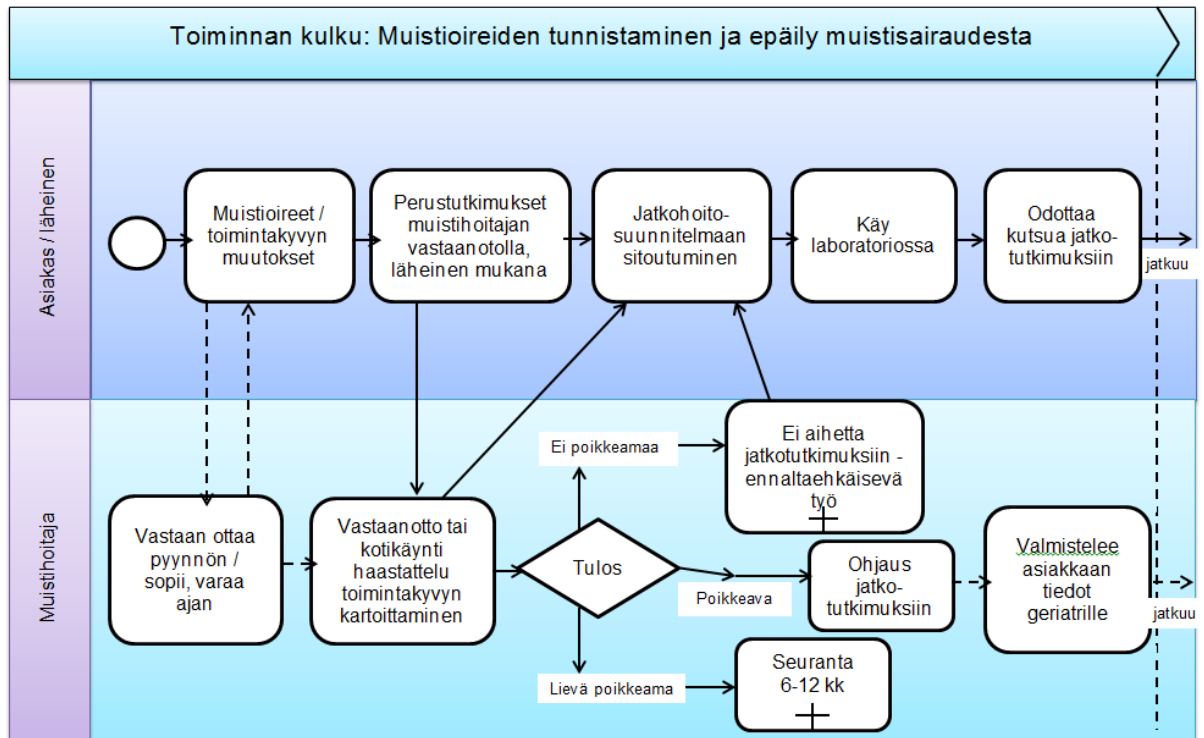 Toiminnan kulku: Muistioireiden tunnistaminen ja epäily muistisairaudesta
Asiakas / läheinen
Muistioireet /
toimintakyvyn
muutokset
Perustutkimukset
muistihoitajan
vastaanotolla,
läheinen mukana
Jatkohoito-
suunnitelmaan
sitoutuminen
Käy
laboratoriossa
Odottaa
kutsua jatko-
tutkimuksiin
jatkuu
Muistihoitaja
Vastaan ottaa
pyynnön /
sopii, varaa
ajan
Vastaanotto tai
kotikäynti
haastattelu
toimintakyvyn
kartoittaminen
Tulos
Ei poikkeamaa
Ei aihetta
jatkotutkimuksiin -
ennaltaehkäisevä
työ
Poikkeava
Ohjaus
jatko-
tutkimuksiin
Valmistelee
asiakkaan
tiedot
geriatrille
jatkuu
Lievä poikkeama
Seuranta
6-12 kk